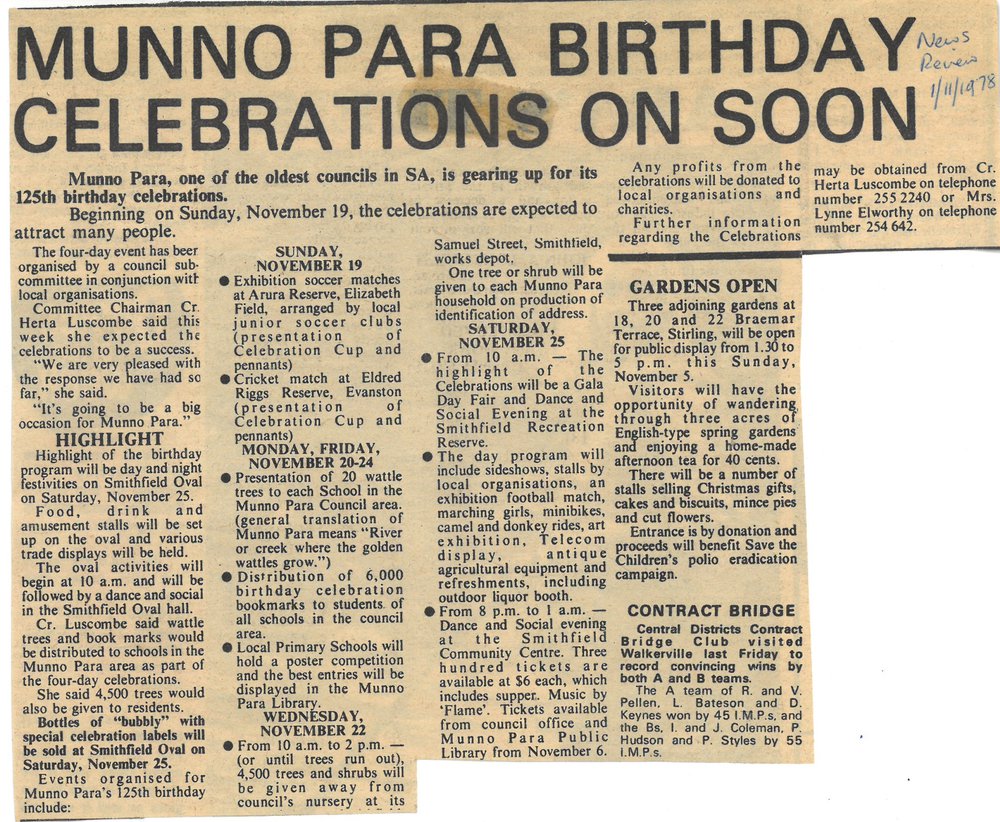 MUNNO PARA BIRTHDAY
CELEBRATIONS ON SOON
News
Review
1/11/1978
Munno Para, one of the oldest councils in SA, is gearing up for its
125th birthday celebrations.
Beginning on Sunday, November 19, the celebrations are expected to
attract many people.
The four-day event has been
organised by a council sub-
committee in conjunction with
local organisations.
Committee Chairman Cr.
Herta Luscombe said this
week she expected the
celebrations to be a success.
"We are very pleased with
the response we have had so
far," she said.
"It's going to be a big
occasion for Munno Para."
HIGHLIGHT
Highlight of the birthday
program will be day and night
festivities on Smithfield Oval
on Saturday, November 25.
Food, drink and
amusement stalls will be set
up on the oval and various
trade displays will be held.
The oval activities will
begin at 10 a.m. and will be
followed by a dance and social
in the Smithfield Oval hall.
Cr. Luscombe said wattle
trees and book marks would
be distributed to schools in the
Munno Para area as part of
the four-day celebrations.
She said 4,500 trees would
also be given to residents.
Bottles of "bubbly" with
special celebration labels will
be sold at Smithfield Oval on
Saturday, November 25.
Events organised for
Munno Para's 125th birthday
include:
SUNDAY,
NOVEMBER 19
● Exhibition soccer matches
at Arura Reserve, Elizabeth
Field, arranged by local
junior soccer clubs
(presentation of
Celebration Cup and
pennants)
● Cricket match at Eldred
Riggs Reserve, Evanston
(presentation of
Celebration Cup and
pennants)
MONDAY, FRIDAY,
NOVEMBER 20-24
● Presentation of 20 wattle
trees to each School in the
Munno Para Council area.
(general translation of
Munno Para means "River
or creek where the golden
wattles grow.")
● Distribution of 6,000
birthday celebration
bookmarks to students of
all schools in the council
area.
● Local Primary Schools will
hold a poster competition
and the best entries will be
displayed in the Munno
Para Library.
WEDNESDAY,
NOVEMBER 22
● From 10 a.m. to 2 p.m. —
(or until trees run out),
4,500 trees and shrubs will
be given away from
council's nursery at its
Samuel Street, Smithfield,
works depot.
One tree or shrub will be
given to each Munno Para
household on production of
identification of address.
SATURDAY,
NOVEMBER 25
● From 10 a.m. — The
highlight of the
Celebrations will be a Gala
Day Fair and Dance and
Social Evening at the
Smithfield Recreation
Reserve.
● The day program will
include sideshows, stalls by
local organisations, an
exhibition football match,
marching girls, minibikes,
camel and donkey rides, art
exhibition, Telecom
display, antique
agricultural equipment and
refreshments, including
outdoor liquor booth.
● From 8 p.m. to 1 a.m. —
Dance and Social evening
at the Smithfield
Community Centre. Three
hundred tickets are
available at $6 each, which
includes supper. Music by
'Flame'. Tickets available
from council office and
Munno Para Public
Library from November 6.
Any profits from the
celebrations will be donated to
local organisations and
charities.
Further information
regarding the Celebrations
may be obtained from Cr.
Herta Luscombe on telephone
number 255 2240 or Mrs.
Lynne Elworthy on telephone
number 254 642.
GARDENS OPEN
Three adjoining gardens at
18, 20 and 22 Braemar
Terrace, Stirling, will be open
for public display from 1.30 to
5 p.m. this Sunday,
November 5.
Visitors will have the
opportunity of wandering
through three acres of
English-type spring gardens
and enjoying a home-made
afternoon tea for 40 cents.
There will be a number of
stalls selling Christmas gifts,
cakes and biscuits, mince pies
and cut flowers.
Entrance is by donation and
proceeds will benefit Save the
Children's polio eradication
campaign.
CONTRACT BRIDGE
Central Districts Contract
Bridge Club visited
Walkerville last Friday to
record convincing wins by
both A and B teams.
The A team of R. and V.
Pellen, L. Bateson and D.
Keynes won by 45 I.M.P.s, and
the Bs, I. and J. Coleman, P.
Hudson and P. Styles by 55
I.M.P.s.